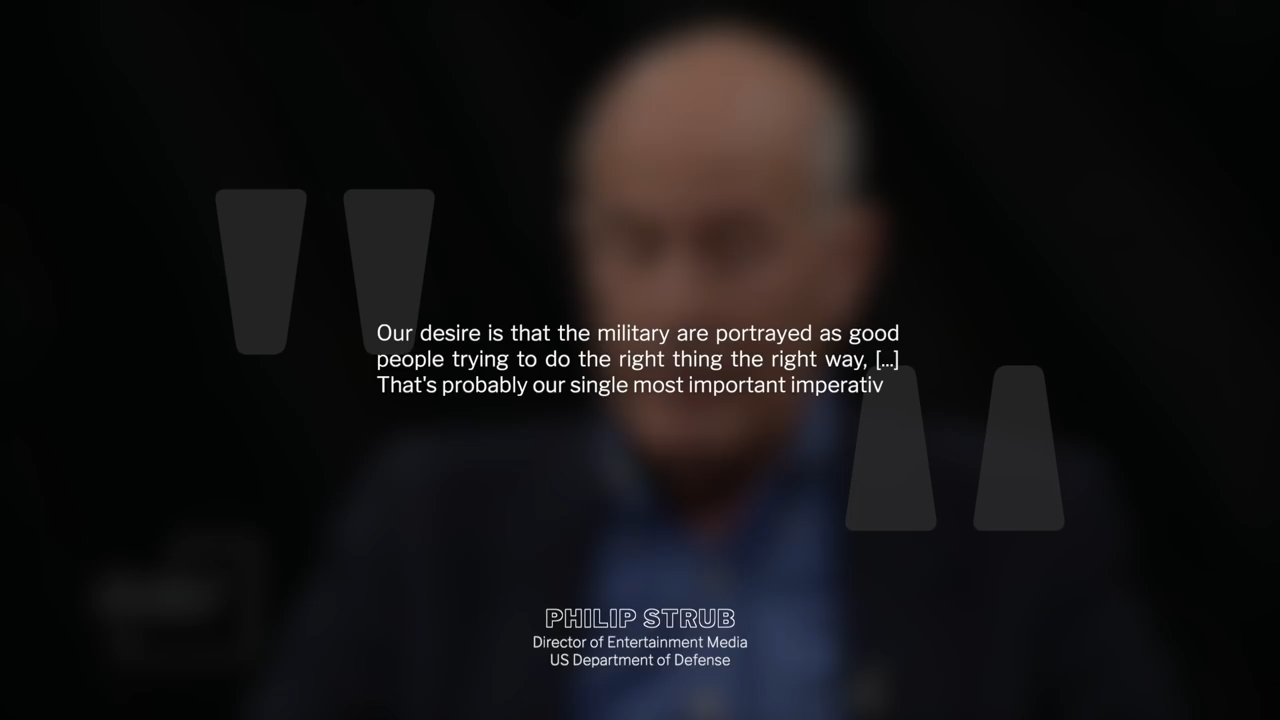 Our desire is that the military are portrayed as good
people trying to do the right thing the right way, [...]
That's probably our single most important imperativ
PHILIP STRUB
Director of Entertainment Media
US Department of Defense